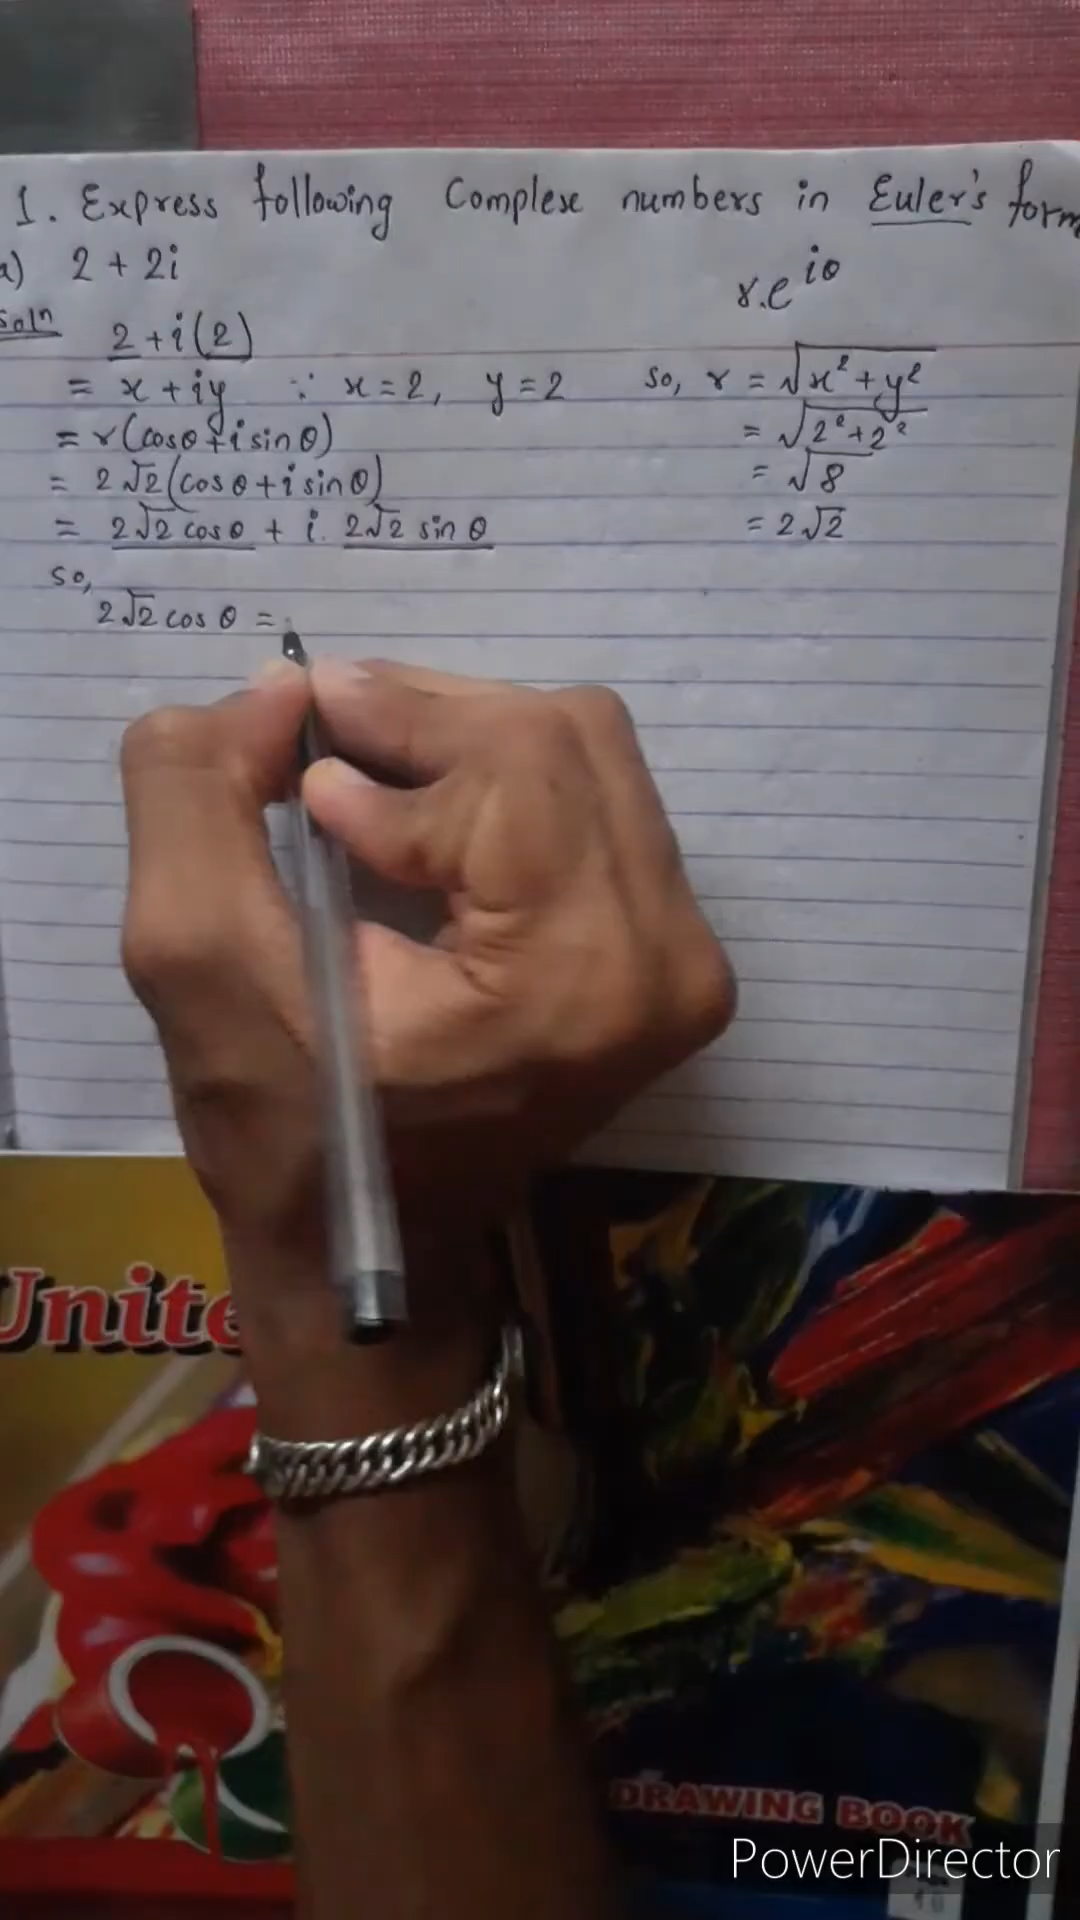 1. Express following Complex numbers in Euler's form
a) 2 + 2i
r.e^iθ
Soln
2 + i(2)
= x + iy ∵ x = 2, y = 2
so, r = √x² + y²
= r(cosθ + i sinθ)
= √2² + 2²
= 2√2(cosθ + i sinθ)
= √8
= 2√2 cosθ + i. 2√2 sinθ
= 2√2
so,
2√2 cosθ =
Unite
DRAWING BOOK
PowerDirector